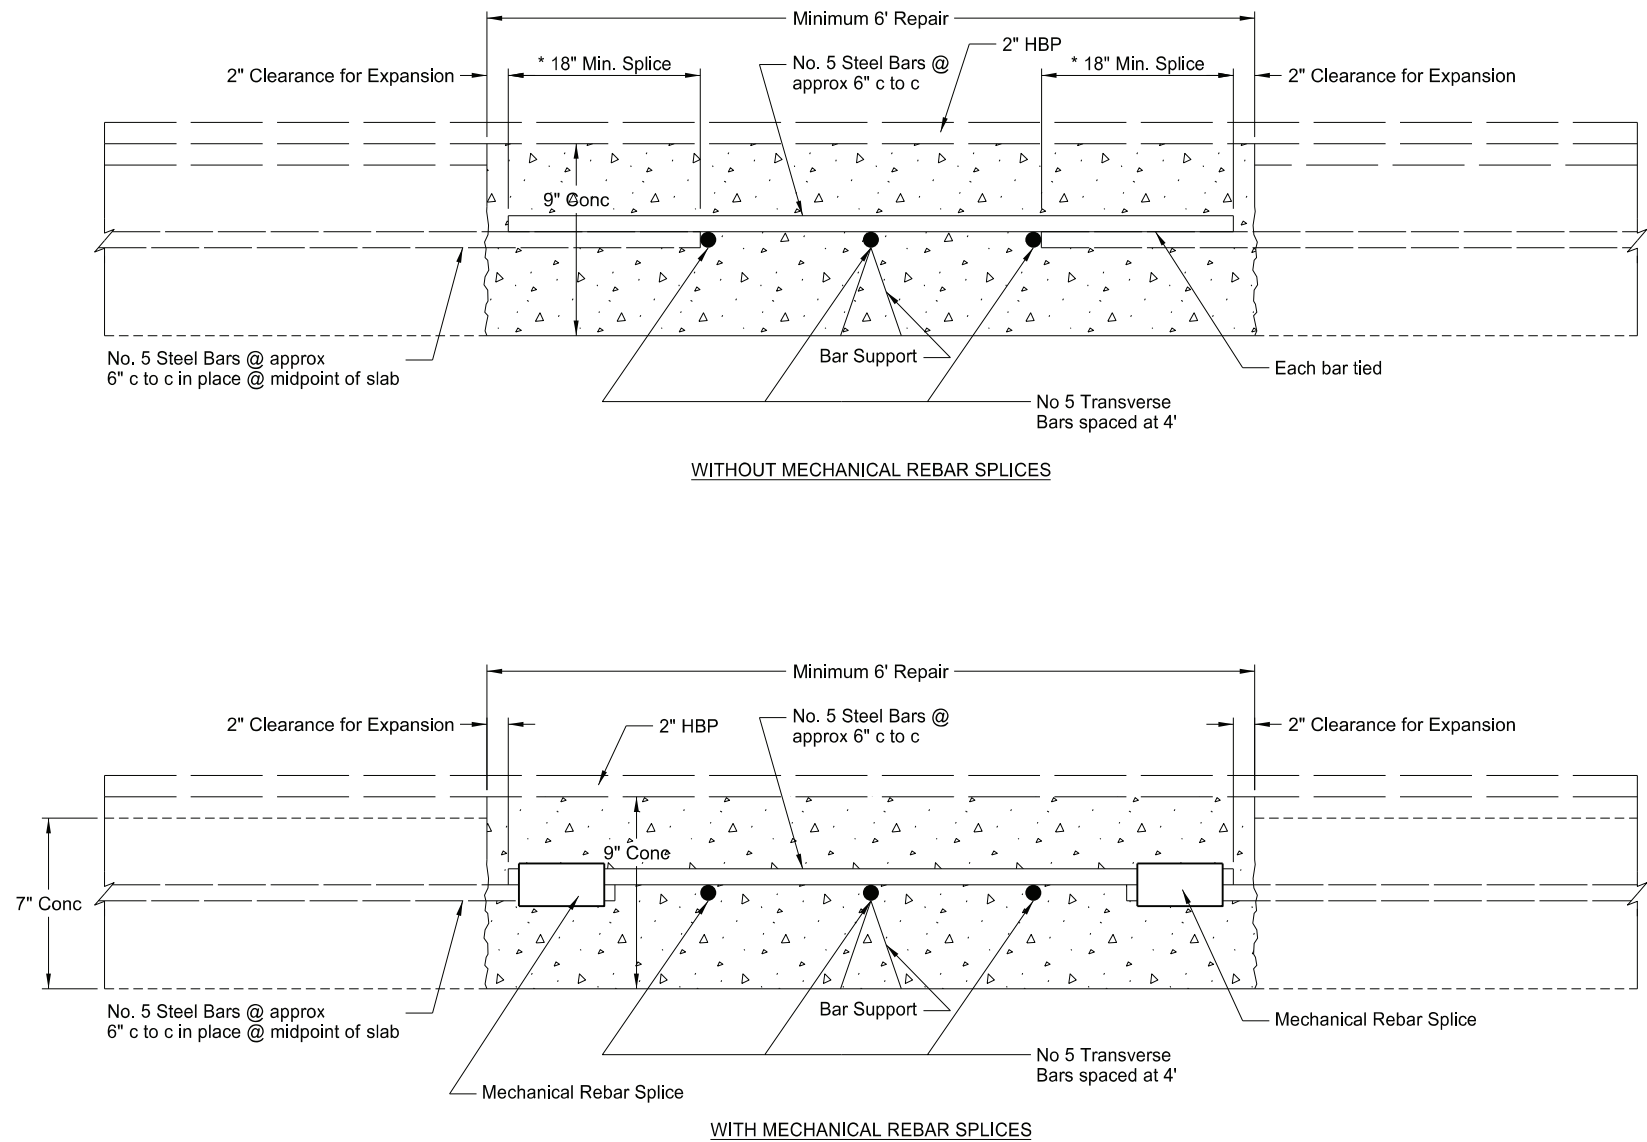 Minimum 6' Repair
2" HBP
2" Clearance for Expansion
* 18" Min. Splice
No. 5 Steel Bars @
approx 6" c to c
* 18" Min. Splice
2" Clearance for Expansion
9" Conc
No. 5 Steel Bars @ approx
6" c to c in place @ midpoint of slab
Bar Support
Each bar tied
No 5 Transverse
Bars spaced at 4'
WITHOUT MECHANICAL REBAR SPLICES
Minimum 6' Repair
2" Clearance for Expansion
2" HBP
No. 5 Steel Bars @
approx 6" c to c
2" Clearance for Expansion
9" Conc
7" Conc
No. 5 Steel Bars @ approx
6" c to c in place @ midpoint of slab
Bar Support
Mechanical Rebar Splice
No 5 Transverse
Bars spaced at 4'
Mechanical Rebar Splice
WITH MECHANICAL REBAR SPLICES